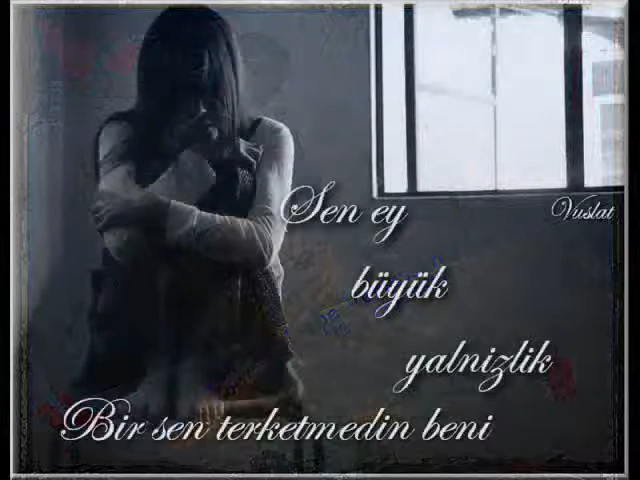 Sen ey
Vuslat
büyük
yalnizlik
Bir sen terketmedin beni